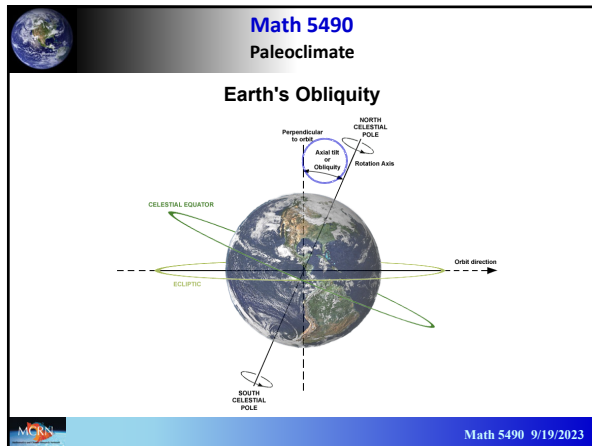 Math 5490
Paleoclimate
Earth's Obliquity
NORTH
CELESTIAL
POLE
Perpendicular
to orbit
Axial tilt
or
Obliquity
Rotation Axis
CELESTIAL EQUATOR
Orbit direction
ECLIPTIC
SOUTH
CELESTIAL
POLE
MCRN
Math 5490 9/19/2023